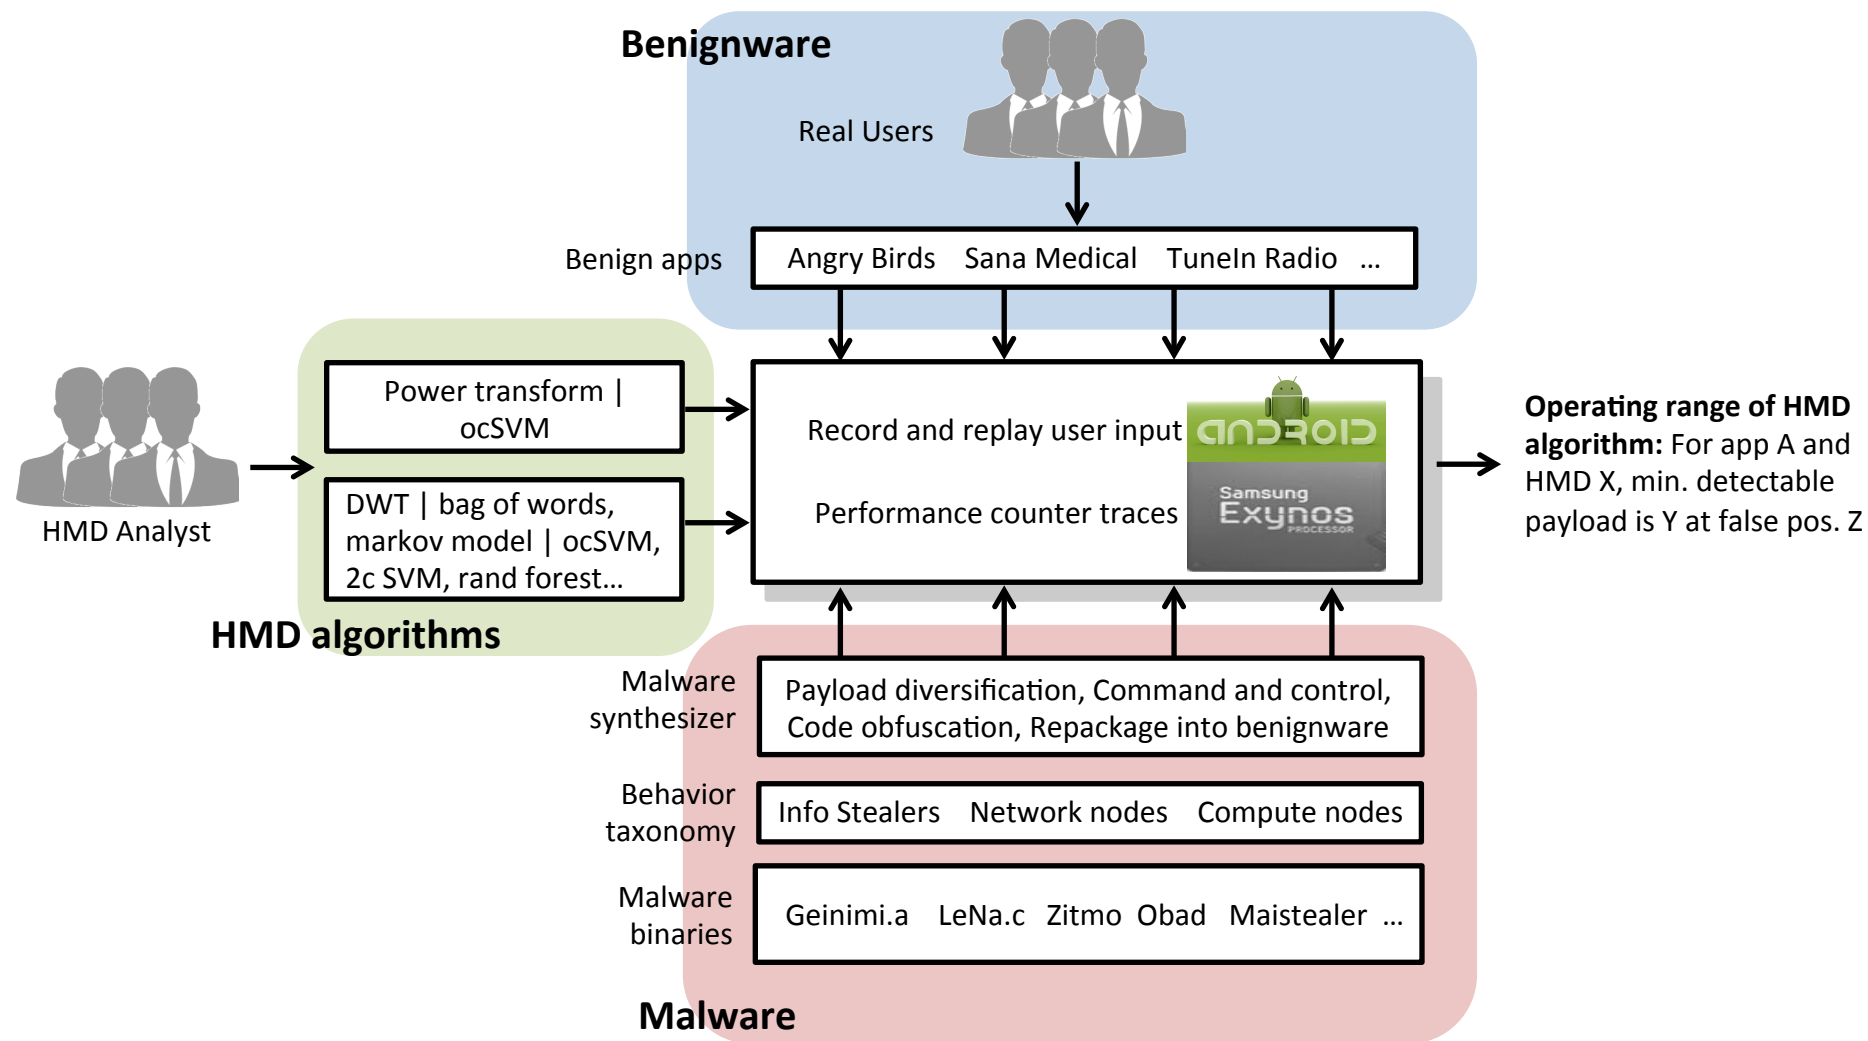 Benignware
Real Users
Benign apps
Angry Birds Sana Medical TuneIn Radio ...
HMD Analyst
Power transform |
ocSVM
DWT | bag of words,
markov model | ocSVM,
2c SVM, rand forest...
HMD algorithms
Record and replay user input
Performance counter traces
ANDROID
Samsung
Exynos
PROCESSOR
Operating range of HMD
algorithm: For app A and
HMD X, min. detectable
payload is Y at false pos. Z
Malware
synthesizer
Payload diversification, Command and control,
Code obfuscation, Repackage into benignware
Behavior
taxonomy
Info Stealers Network nodes Compute nodes
Malware
binaries
Geinimi.a LeNa.c Zitmo Obad Maistealer ...
Malware